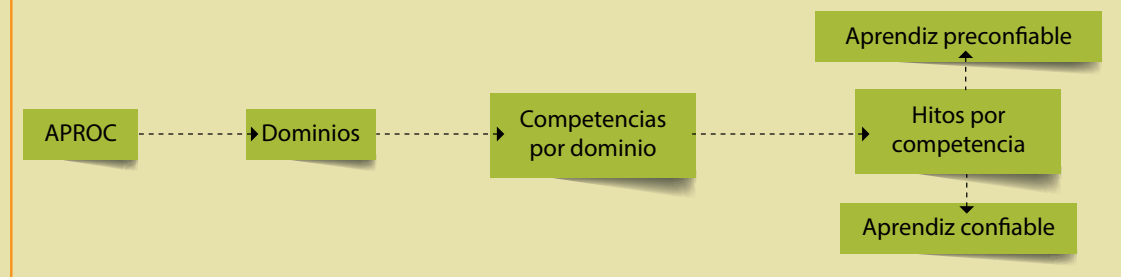 Aprendiz preconfiable
APROC
Dominios
Competencias
por dominio
Hitos por
competencia
Aprendiz confiable